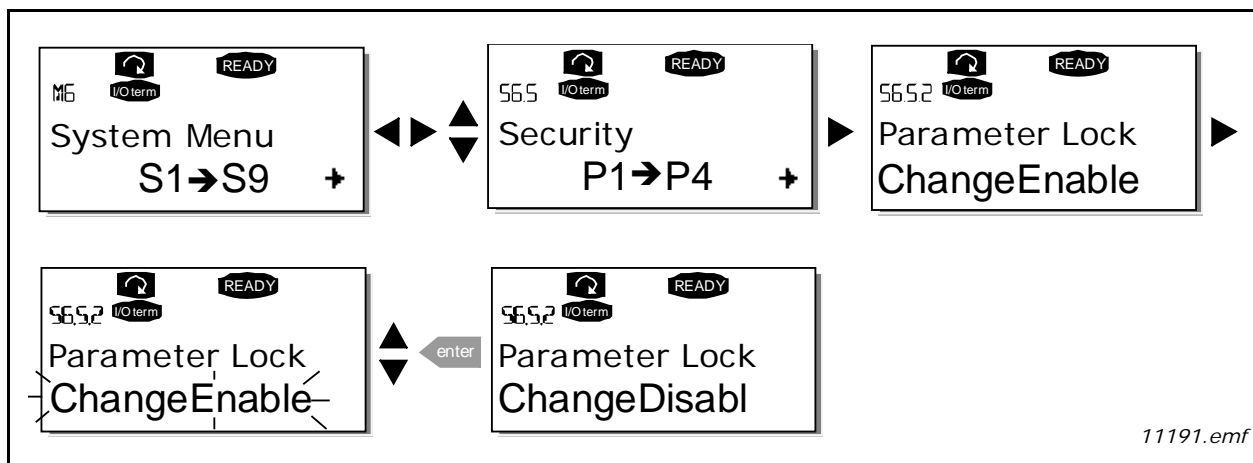 READY
M6 I/O term
System Menu
S1➔S9
READY
S6.5 I/O term
Security
P1➔P4
READY
S6.5.2 I/O term
Parameter Lock
ChangeEnable
READY
S6.5.2 I/O term
Parameter Lock
ChangeEnable
enter
READY
S6.5.2 I/O term
Parameter Lock
ChangeDisabl
11191.emf